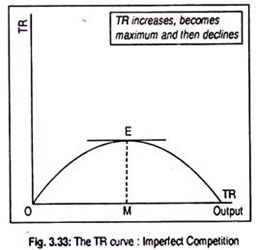 TR
TR increases, becomes
maximum and then declines
E
TR
O
M
Output
Fig. 3.33: The TR curve : Imperfect Competition